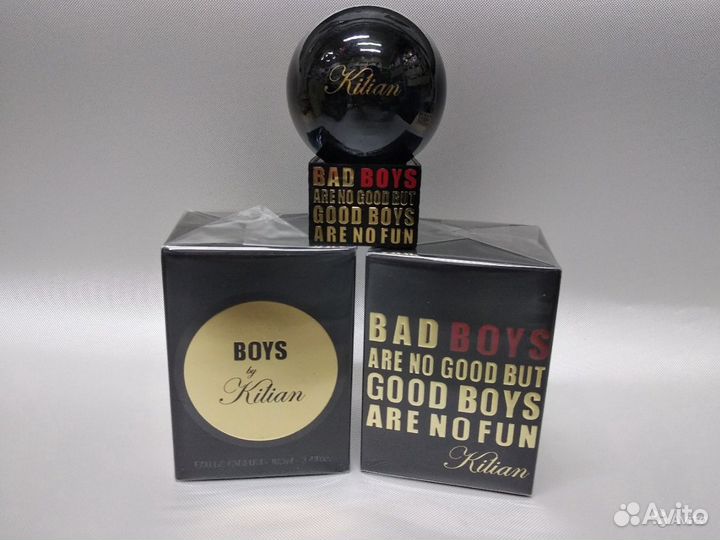 Kilian
BAD BOYS
ARE NO GOOD BUT
GOOD BOYS
ARE NO FUN
BOYS
by
Kilian
BAD BOYS
ARE NO GOOD BUT
GOOD BOYS
ARE NO FUN
Kilian
Avito